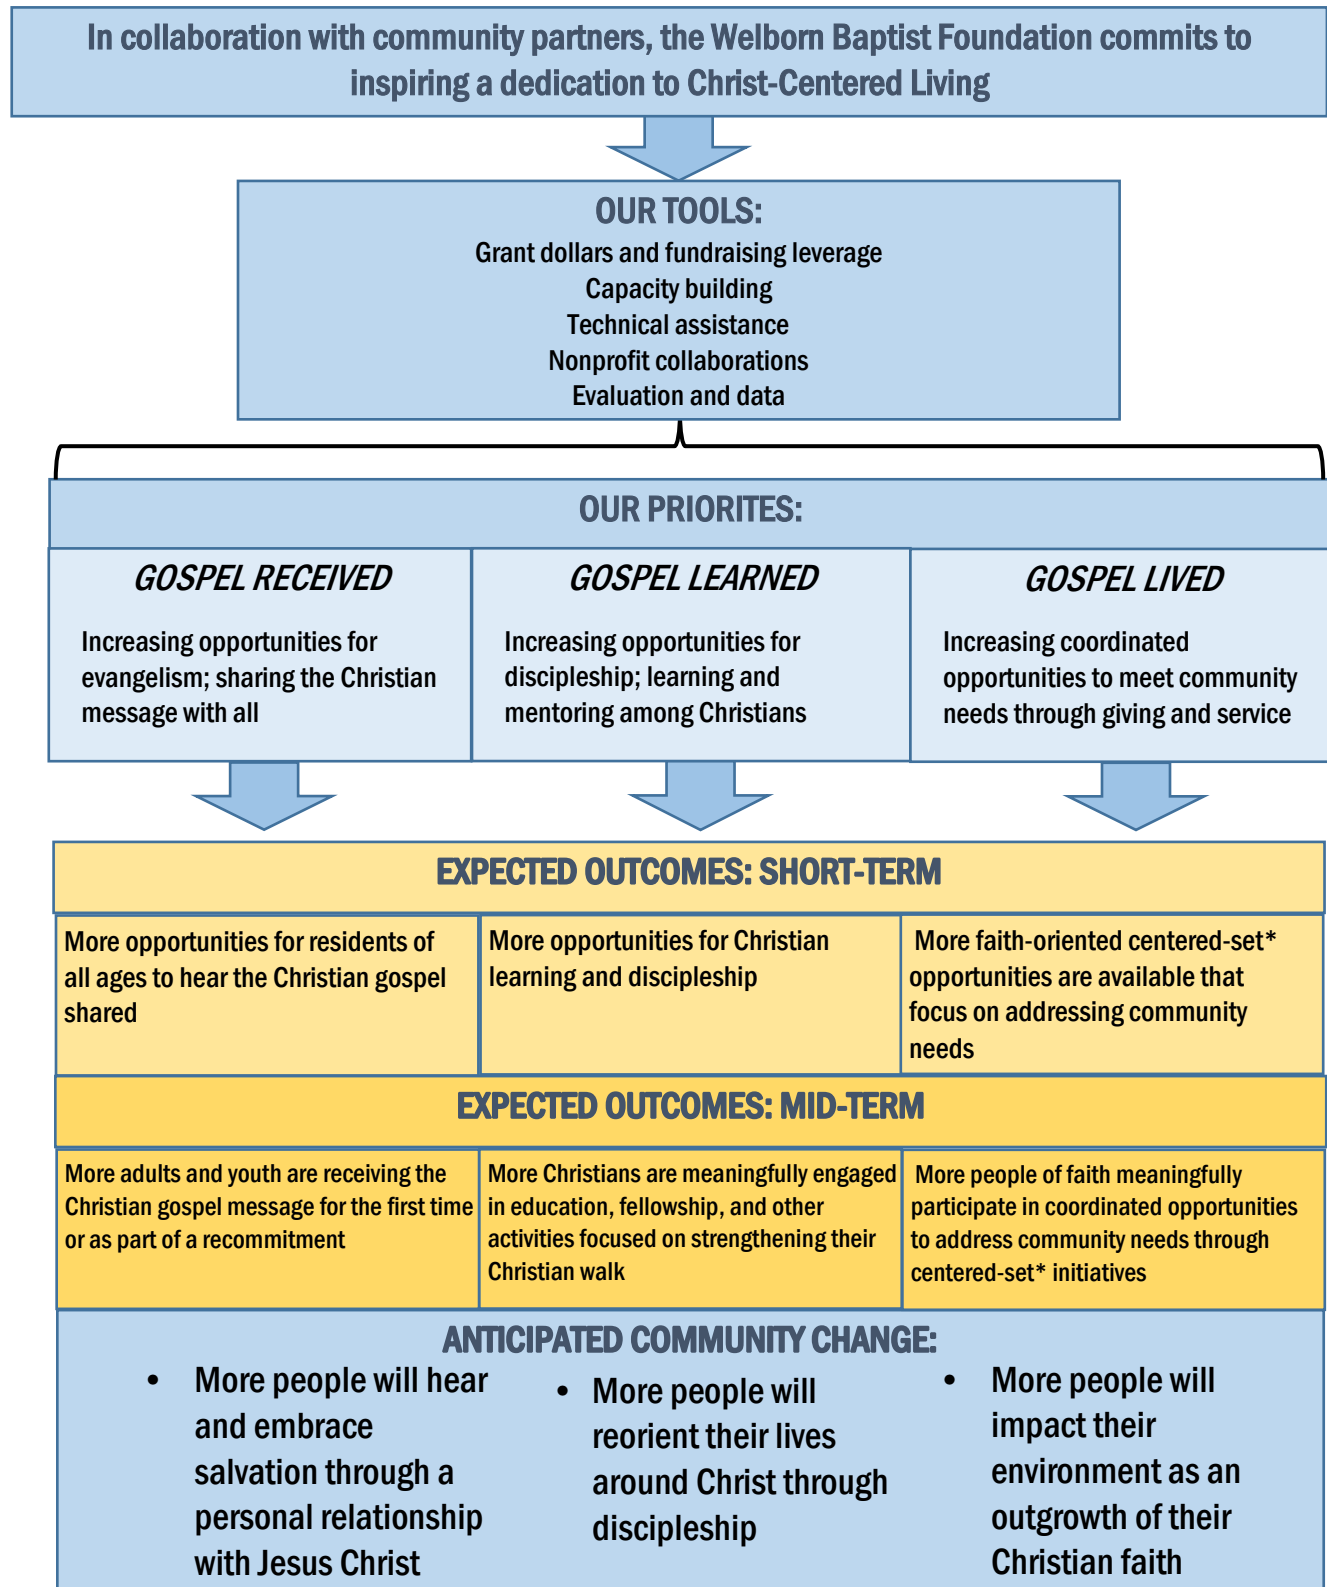 In collaboration with community partners, the Welborn Baptist Foundation commits to
inspiring a dedication to Christ-Centered Living
OUR TOOLS:
Grant dollars and fundraising leverage
Capacity building
Technical assistance
Nonprofit collaborations
Evaluation and data
OUR PRIORITES:
GOSPEL RECEIVED
Increasing opportunities for
evangelism; sharing the Christian
message with all
GOSPEL LEARNED
Increasing opportunities for
discipleship; learning and
mentoring among Christians
GOSPEL LIVED
Increasing coordinated
opportunities to meet community
needs through giving and service
EXPECTED OUTCOMES: SHORT-TERM
More opportunities for residents of
all ages to hear the Christian gospel
shared
More opportunities for Christian
learning and discipleship
More faith-oriented centered-set*
opportunities are available that
focus on addressing community
needs
EXPECTED OUTCOMES: MID-TERM
More adults and youth are receiving the
Christian gospel message for the first time
or as part of a recommitment
More Christians are meaningfully engaged
in education, fellowship, and other
activities focused on strengthening their
Christian walk
More people of faith meaningfully
participate in coordinated opportunities
to address community needs through
centered-set* initiatives
ANTICIPATED COMMUNITY CHANGE:
• More people will hear
and embrace
salvation through a
personal relationship
with Jesus Christ
• More people will
reorient their lives
around Christ through
discipleship
• More people will
impact their
environment as an
outgrowth of their
Christian faith